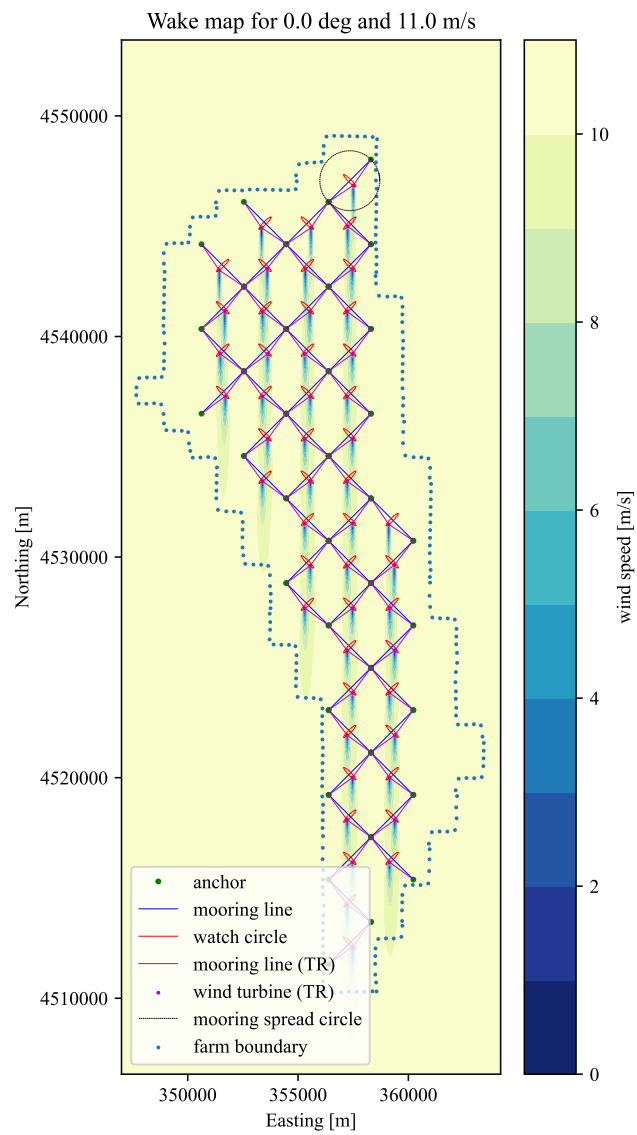 Wake map for 0.0 deg and 11.0 m/s
4550000
4540000
4530000
4520000
4510000
Northing [m]
350000
355000
360000
Easting [m]
anchor
mooring line
watch circle
mooring line (TR)
wind turbine (TR)
mooring spread circle
farm boundary
10
8
6
4
2
0
wind speed [m/s]